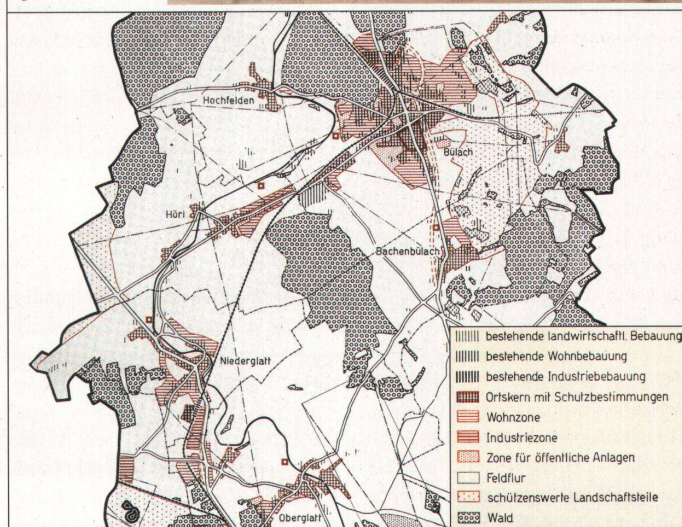 Hochfelden
Bülach
Höri
Bachenbülach
Niederglatt
Oberglatt
bestehende landwirtschaftl. Bebauung
bestehende Wohnbebauung
bestehende Industriebebauung
Ortskern mit Schutzbestimmungen
Wohnzone
Industriezone
Zone für öffentliche Anlagen
Feldflur
schützenswerte Landschaftsteile
Wald